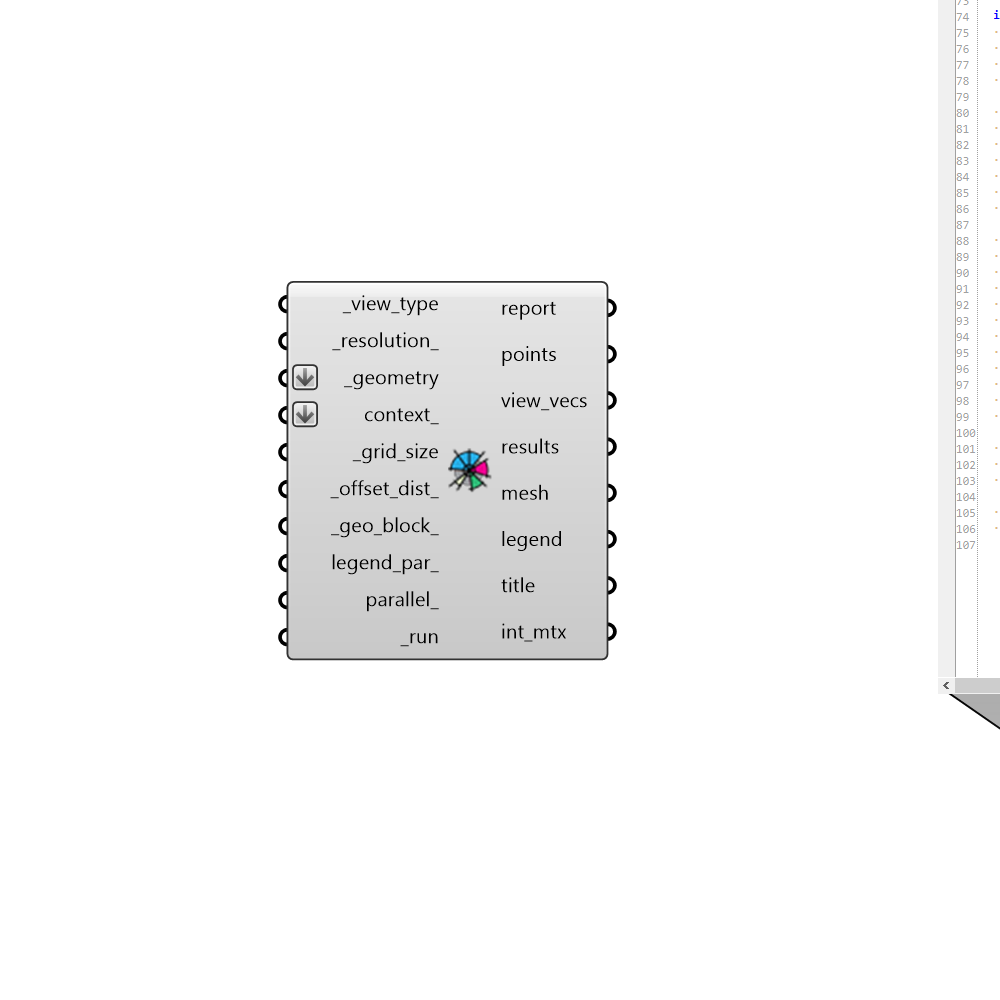 _view_type
_resolution_
_geometry
context_
_grid_size
_offset_dist_
_geo_block_
legend_par_
parallel_
_run
report
points
view_vecs
results
mesh
legend
title
int_mtx
73
74 i
75
76
77
78
79
80
81
82
83
84
85
86
87
88
89
90
91
92
93
94
95
96
97
98
99
100
101
102
103
104
105
106
107